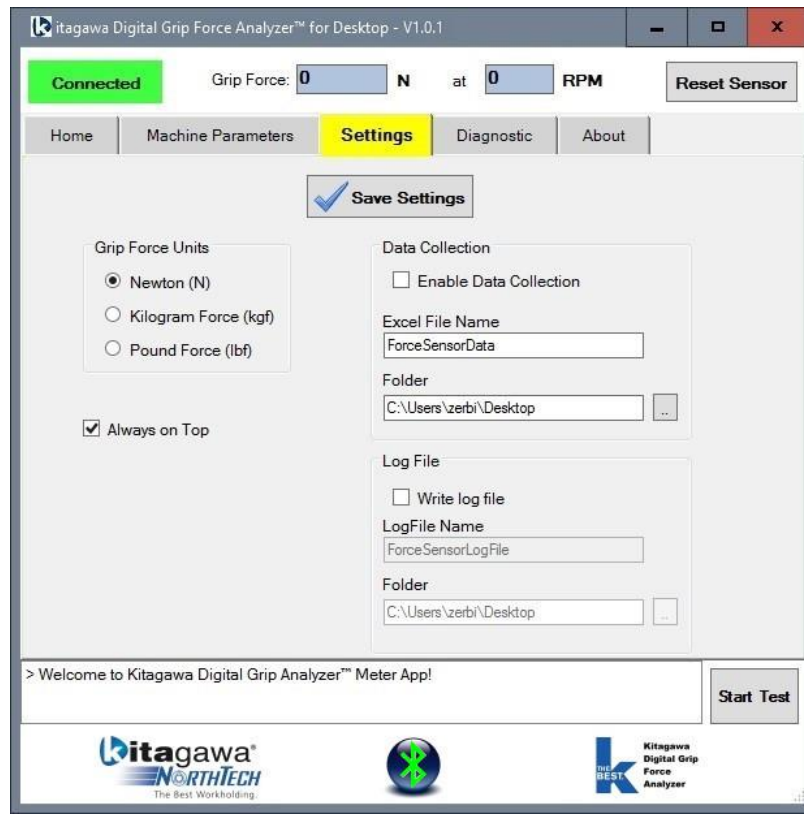 Kitagawa Digital Grip Force Analyzer™ for Desktop - V1.0.1
Connected
Grip Force: 0 N at 0 RPM
Reset Sensor
Home Machine Parameters Settings Diagnostic About
Save Settings
Grip Force Units
Newton (N)
Kilogram Force (kgf)
Pound Force (lbf)
Always on Top
Data Collection
Enable Data Collection
Excel File Name
ForceSensorData
Folder
C:\Users\zerbi\Desktop ..
Log File
Write log file
LogFile Name
ForceSensorLogFile
Folder
C:\Users\zerbi\Desktop ..
> Welcome to Kitagawa Digital Grip Analyzer™ Meter App!
Start Test
Kitagawa®
NORTHTECH
The Best Workholding.
THE
BEST.
k
Kitagawa
Digital Grip
Force
Analyzer